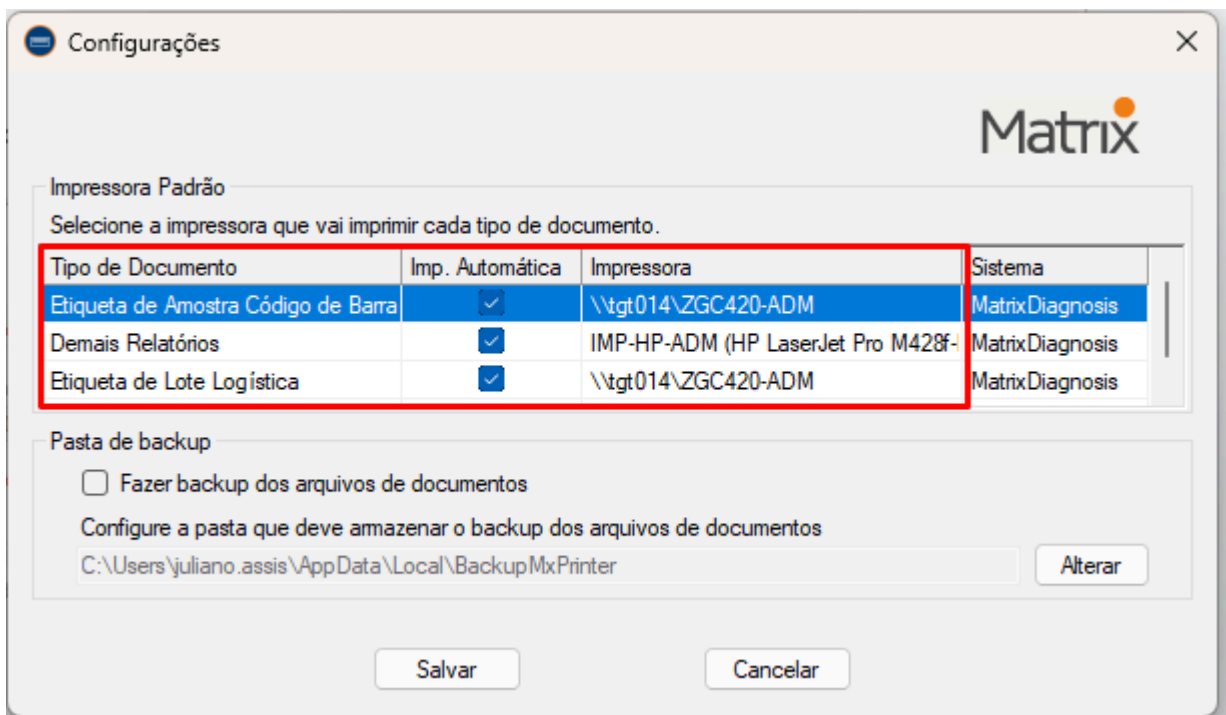 Configurações
Matrix
Impressora Padrão
Selecione a impressora que vai imprimir cada tipo de documento.
Tipo de Documento Imp. Automática Impressora Sistema
Etiqueta de Amostra Código de Barra \\tgt014\ZGC420-ADM MatrixDiagnosis
Demais Relatórios IMP-HP-ADM (HP LaserJet Pro M428f- MatrixDiagnosis
Etiqueta de Lote Logística \\tgt014\ZGC420-ADM MatrixDiagnosis
Pasta de backup
Fazer backup dos arquivos de documentos
Configure a pasta que deve armazenar o backup dos arquivos de documentos
C:\Users\juliano.assis\AppData\Local\BackupMxPrinter Alterar
Salvar Cancelar